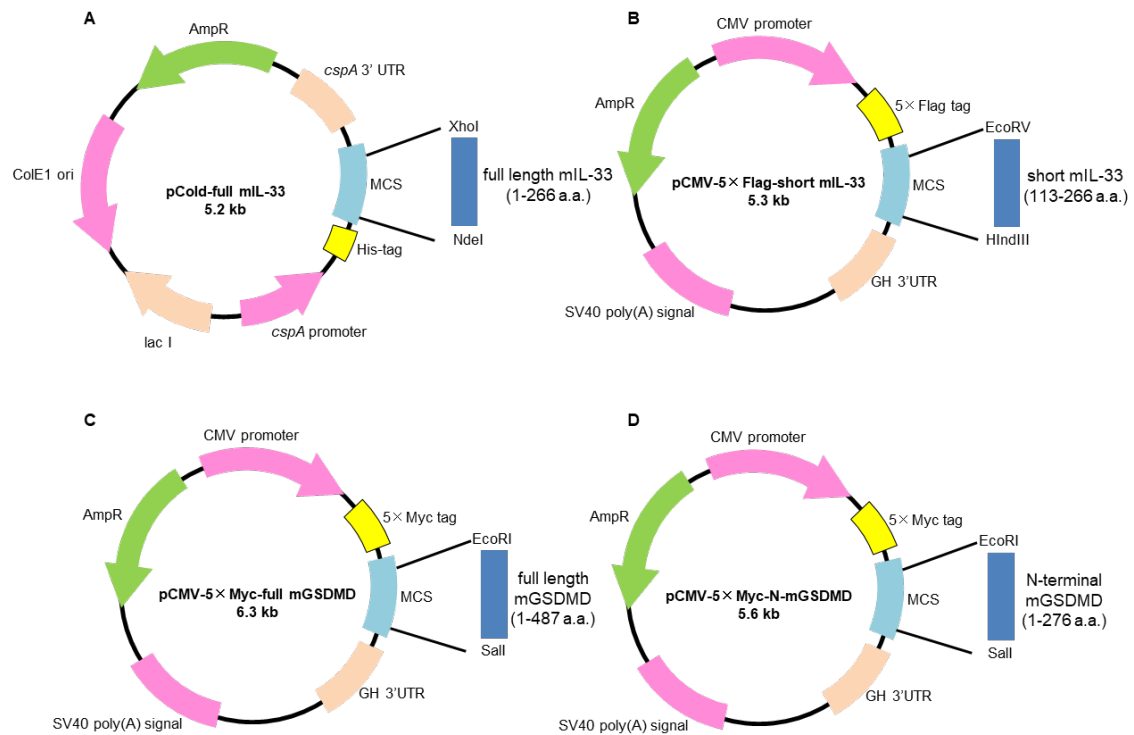 A
AmpR
cspA 3' UTR
XhoI
ColE1 ori
MCS
full length mIL-33
(1-266 a.a.)
pCold-full mIL-33
5.2 kb
NdeI
His-tag
cspA promoter
lac I
B
CMV promoter
AmpR
5× Flag tag
EcoRV
MCS
short mIL-33
(113-266 a.a.)
pCMV-5× Flag-short mIL-33
5.3 kb
HIndIII
GH 3'UTR
SV40 poly(A) signal
C
CMV promoter
AmpR
5× Myc tag
EcoRI
full length
mGSDMD
(1-487 a.a.)
MCS
pCMV-5× Myc-full mGSDMD
6.3 kb
SalI
GH 3'UTR
SV40 poly(A) signal
D
CMV promoter
AmpR
5× Myc tag
EcoRI
N-terminal
mGSDMD
(1-276 a.a.)
MCS
pCMV-5× Myc-N-mGSDMD
5.6 kb
SalI
GH 3'UTR
SV40 poly(A) signal